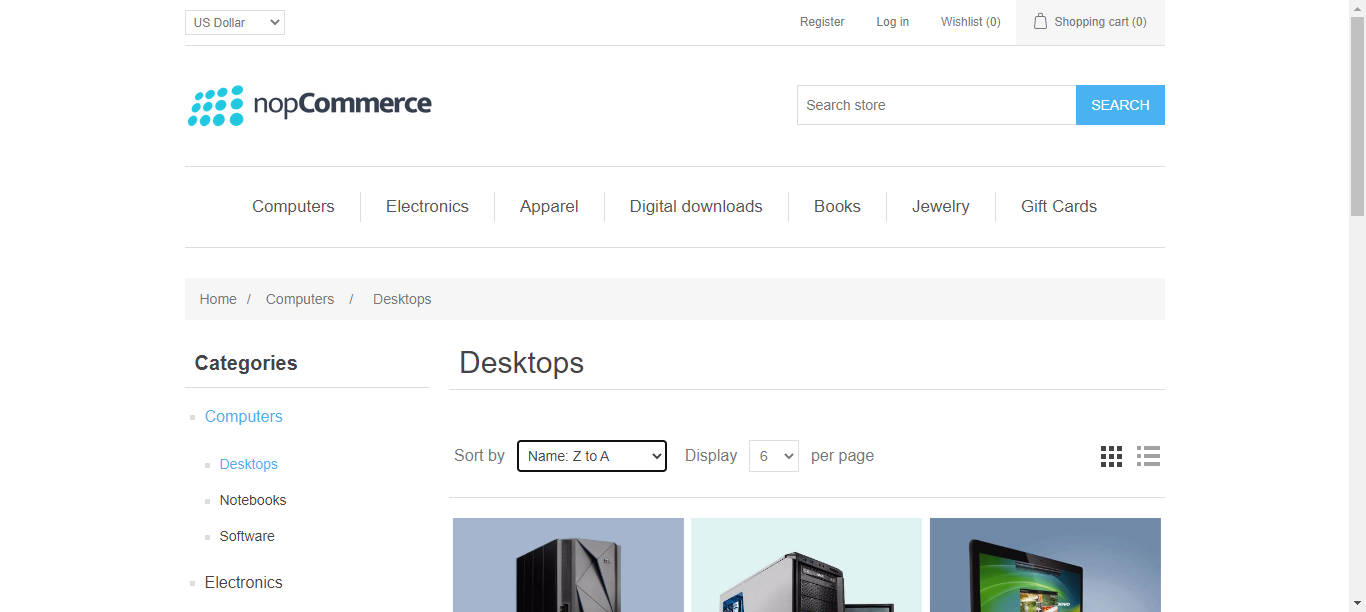 US Dollar Register Log in Wishlist (0) Shopping cart (0)
nopCommerce Search store SEARCH
Computers Electronics Apparel Digital downloads Books Jewelry Gift Cards
Home / Computers / Desktops
Categories
Computers
Desktops
Notebooks
Software
Electronics
Desktops
Sort by Name: Z to A Display 6 per page